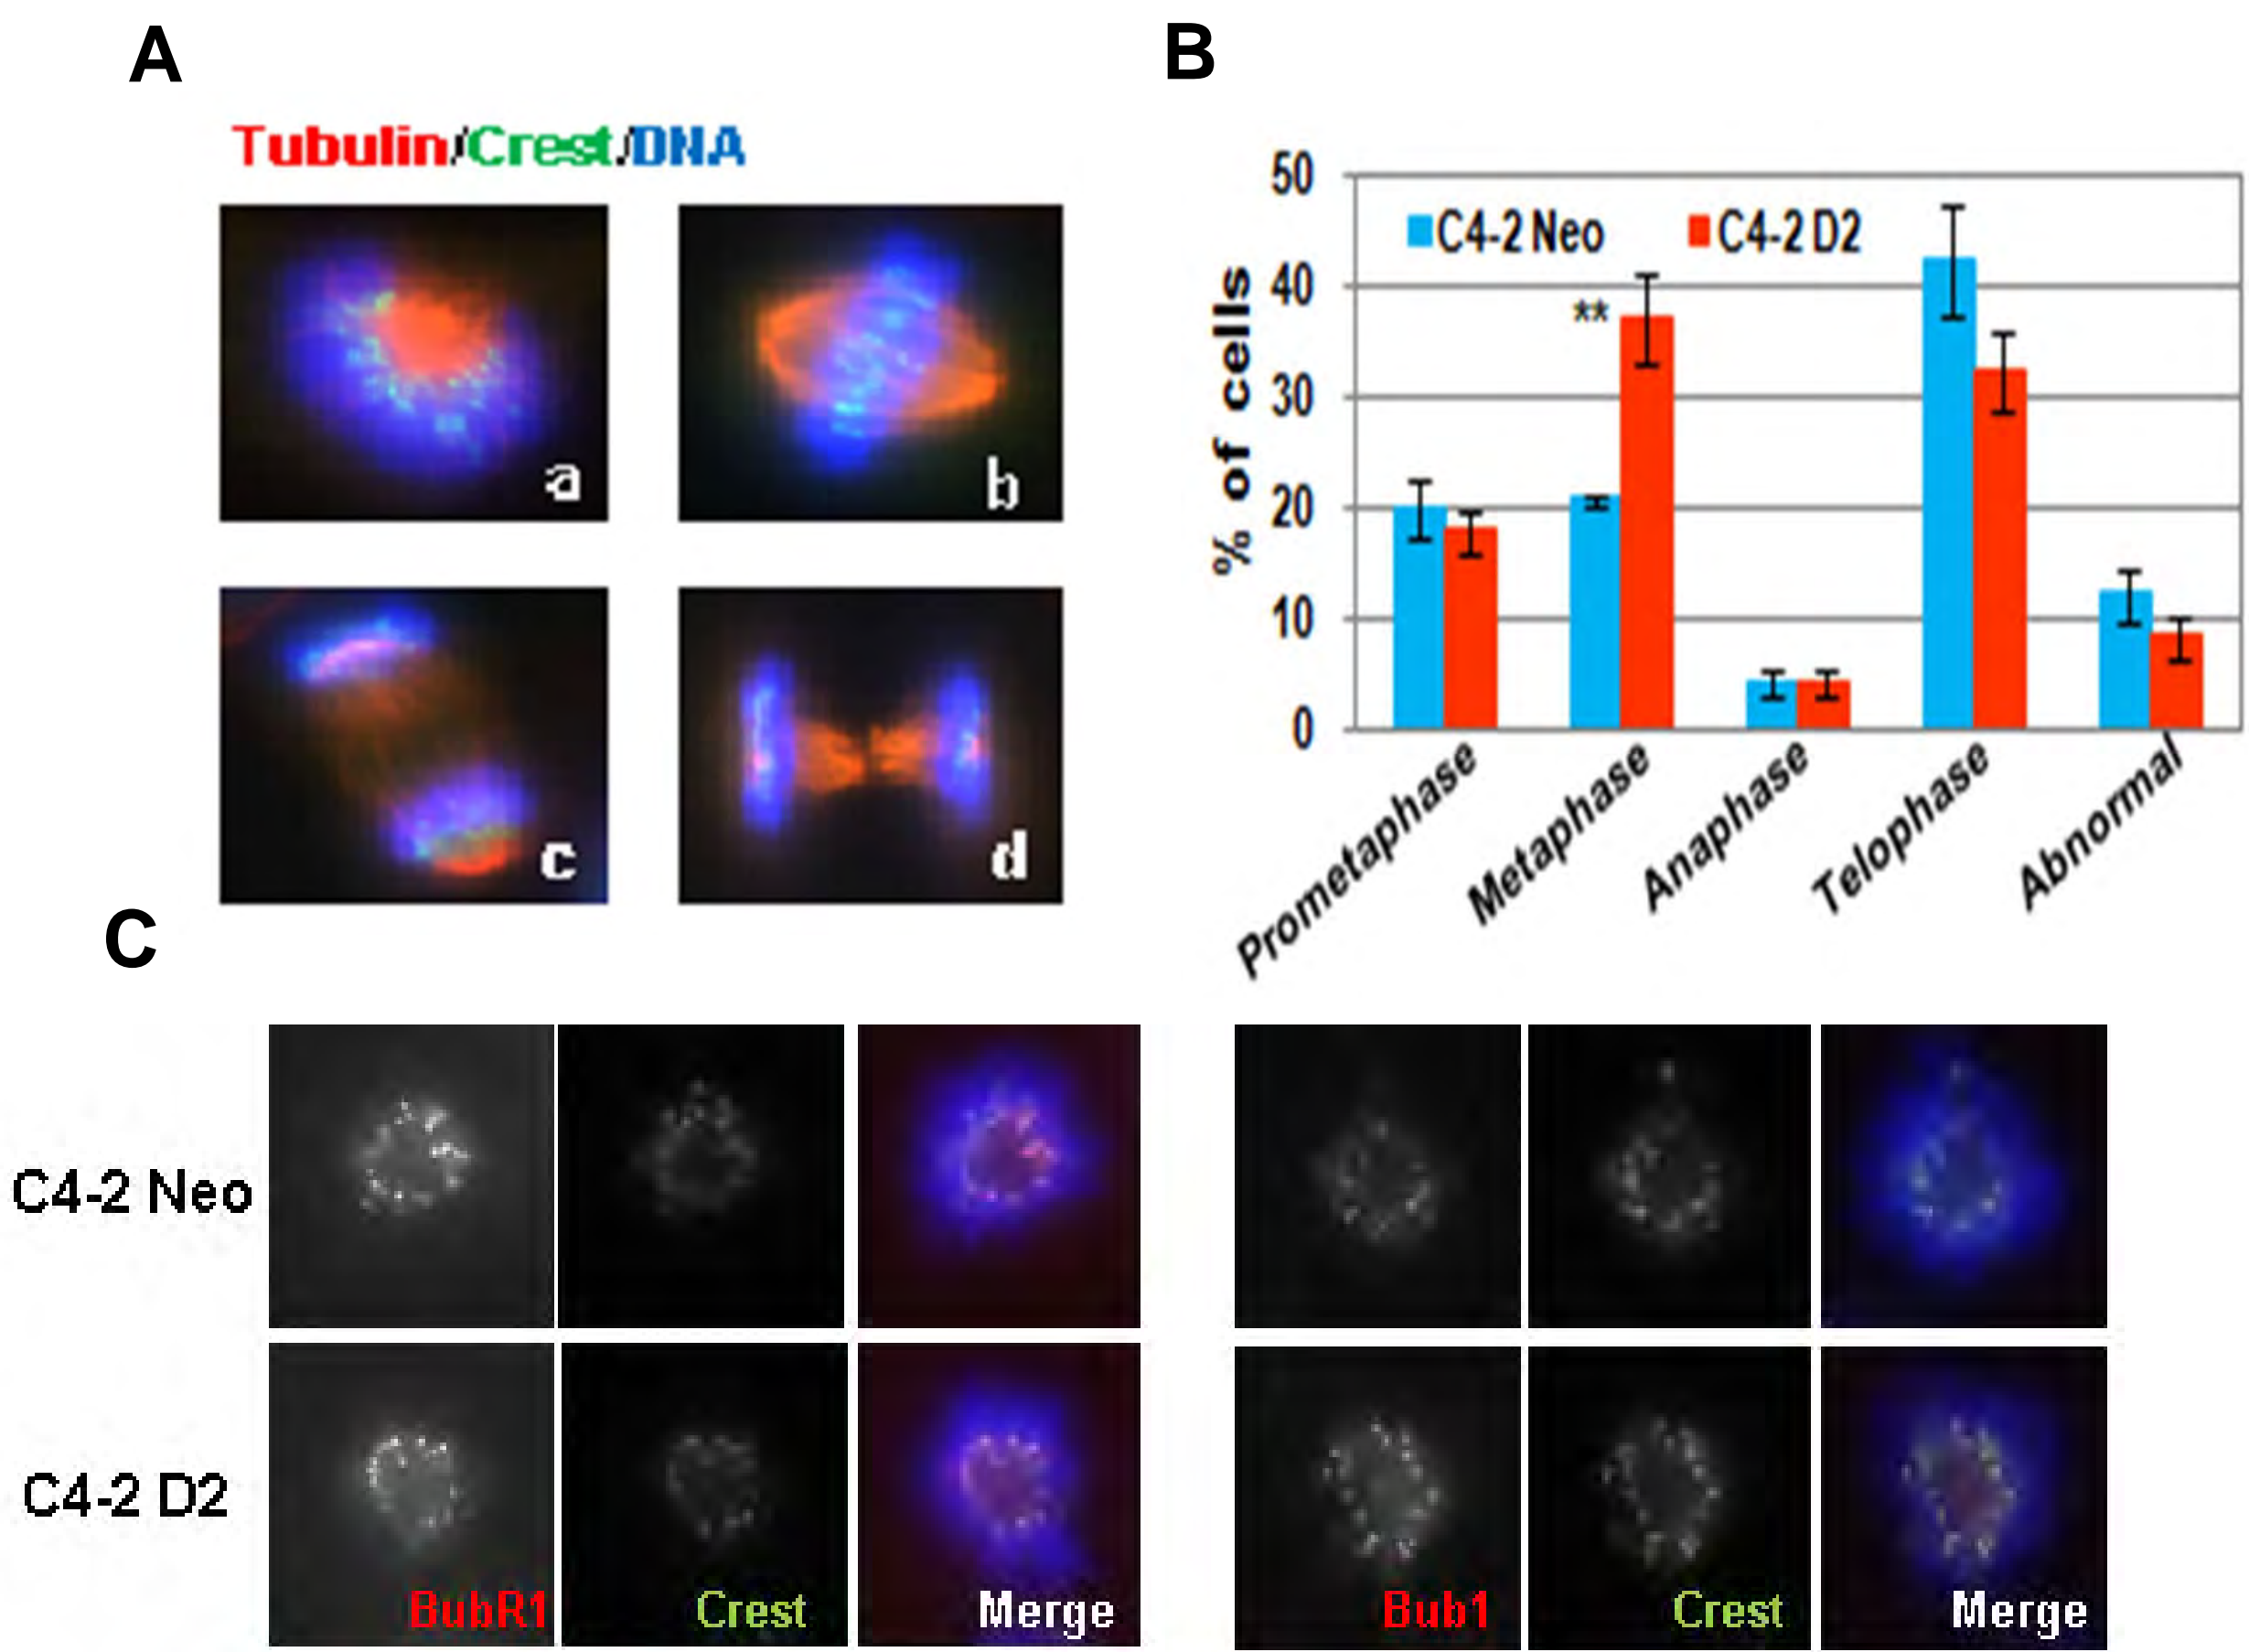 A
B
Tubulin/Crest/DNA
a
b
c
d
% of cells
50
40
30
20
10
0
C4-2 Neo
C4-2 D2
**
Prometaphase
Metaphase
Anaphase
Telophase
Abnormal
C
C4-2 Neo
C4-2 D2
BubR1
Crest
Merge
Bub1
Crest
Merge